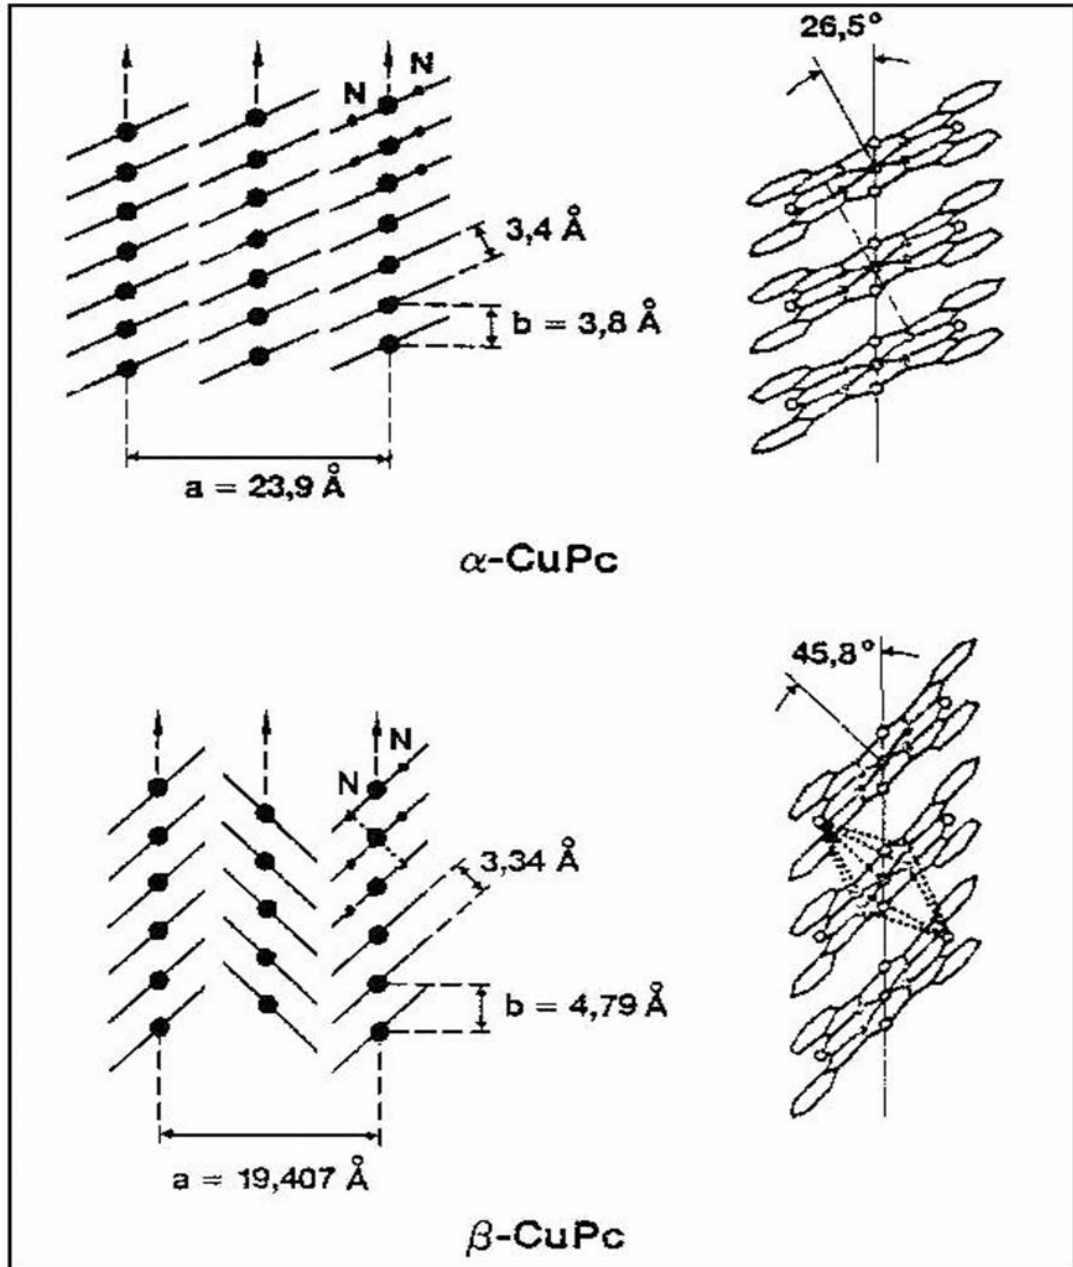 26,5°
N
N
3,4 Å
b = 3,8 Å
a = 23,9 Å
α-CuPc
45,8°
N
N
3,34 Å
b = 4,79 Å
a = 19,407 Å
β-CuPc